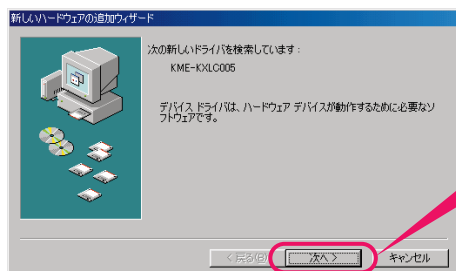 新しいハードウェアの追加ウィザード
次の新しいドライバを検索しています：
KME-KXLC005
デバイス ドライバは、ハードウェア デバイスが動作するために必要なソ
フトウェアです。
< 戻る(B) 次へ > キャンセル